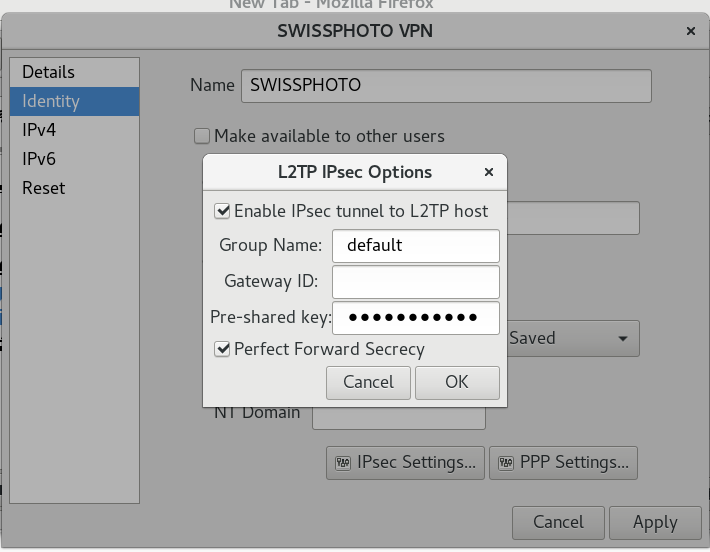 New Tab - Mozilla Firefox
SWISSPHOTO VPN
Details
Identity
IPv4
IPv6
Reset
Name SWISSPHOTO
Make available to other users
L2TP IPsec Options
Enable IPsec tunnel to L2TP host
Group Name: default
Gateway ID:
Pre-shared key: ●●●●●●●●●●●
Saved
Perfect Forward Secrecy
Cancel OK
NT Domain
IPsec Settings... PPP Settings...
Cancel Apply